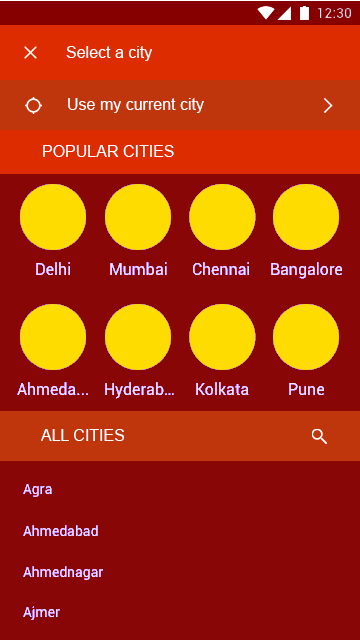 12:30
Select a city
Use my current city
POPULAR CITIES
Delhi Mumbai Chennai Bangalore
Ahmeda... Hyderab... Kolkata Pune
ALL CITIES
Agra
Ahmedabad
Ahmednagar
Ajmer